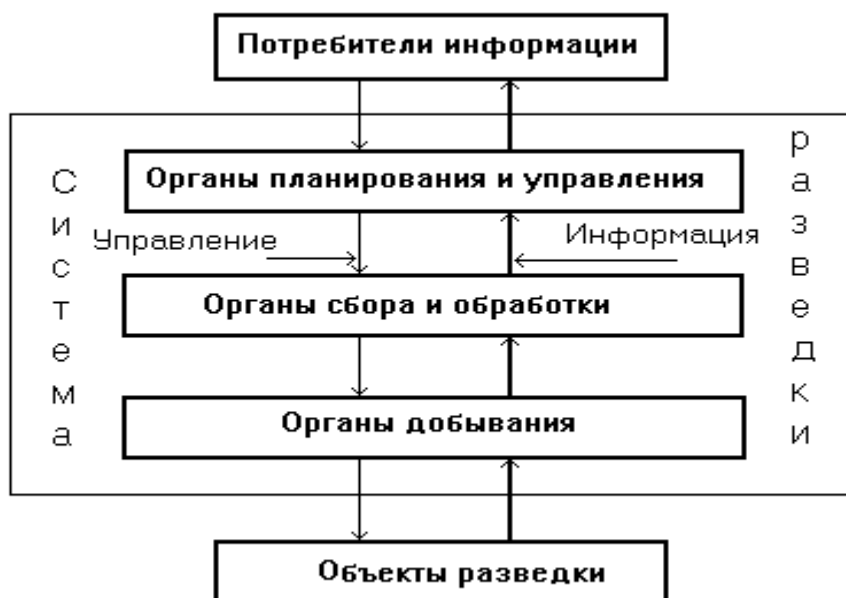 Потребители информации
Система
разведки
Органы планирования и управления
Управление
Информация
Органы сбора и обработки
Органы добывания
Объекты разведки